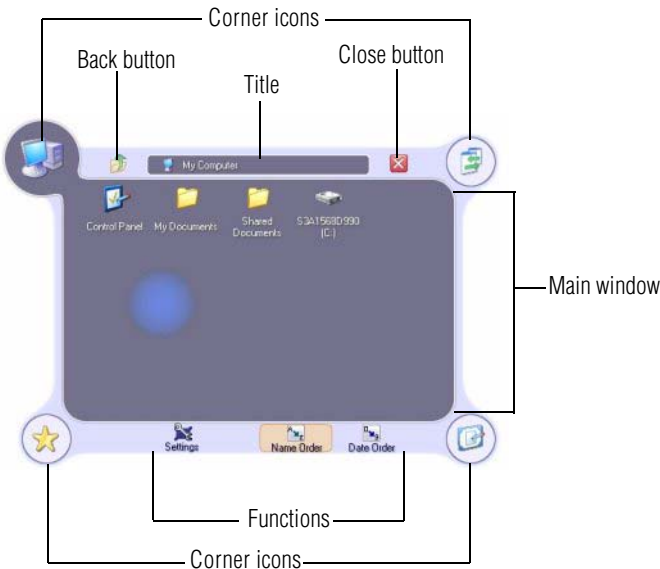 Corner icons
Back button
Close button
Title
My Computer
Control Panel
My Documents
Shared
Documents
S3A1568D990
(C:)
Main window
Settings
Name Order
Date Order
Functions
Corner icons